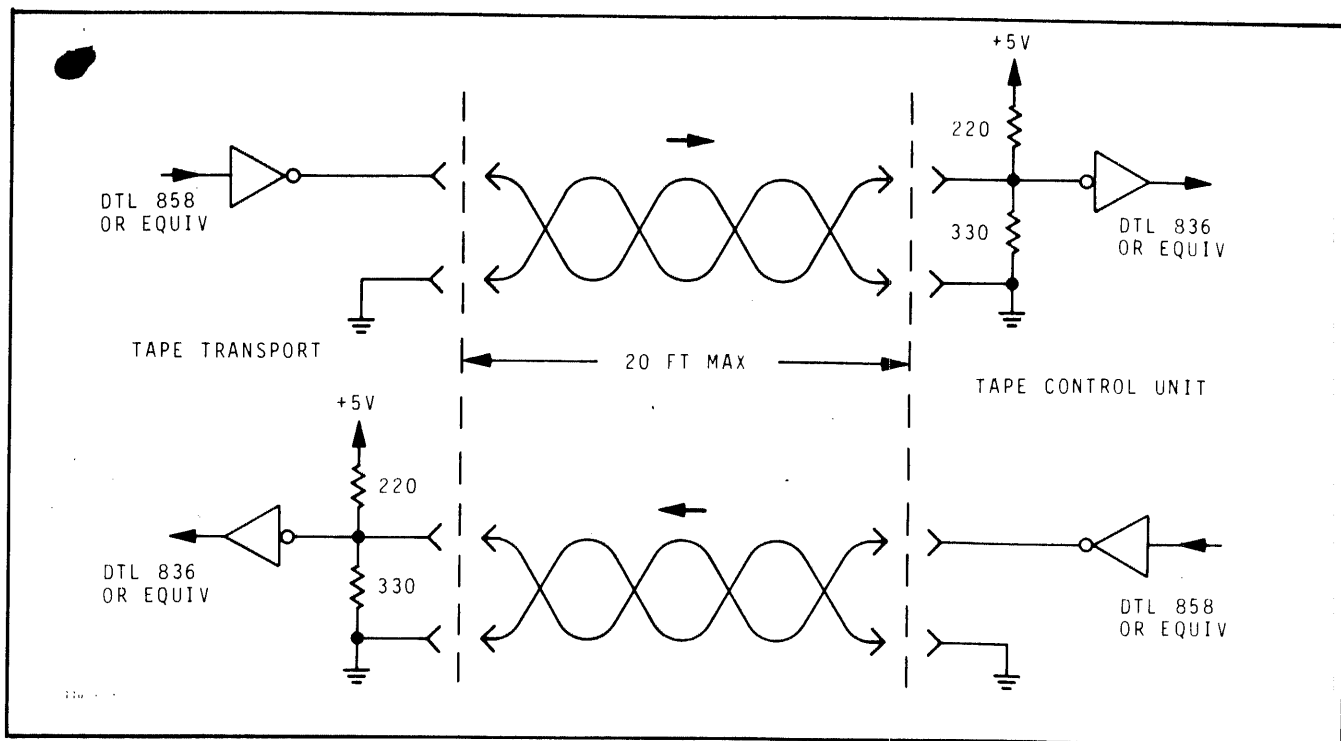 +5V
220
DTL 858
OR EQUIV
330
DTL 836
OR EQUIV
TAPE TRANSPORT
20 FT MAX
TAPE CONTROL UNIT
+5V
220
DTL 836
OR EQUIV
330
DTL 858
OR EQUIV